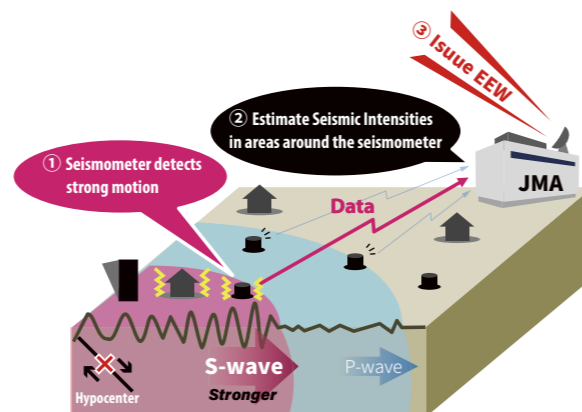 ③ Isuue EEW
② Estimate Seismic Intensities
in areas around the seismometer
① Seismometer detects
strong motion
JMA
Data
S-wave
Stronger
P-wave
Hypocenter